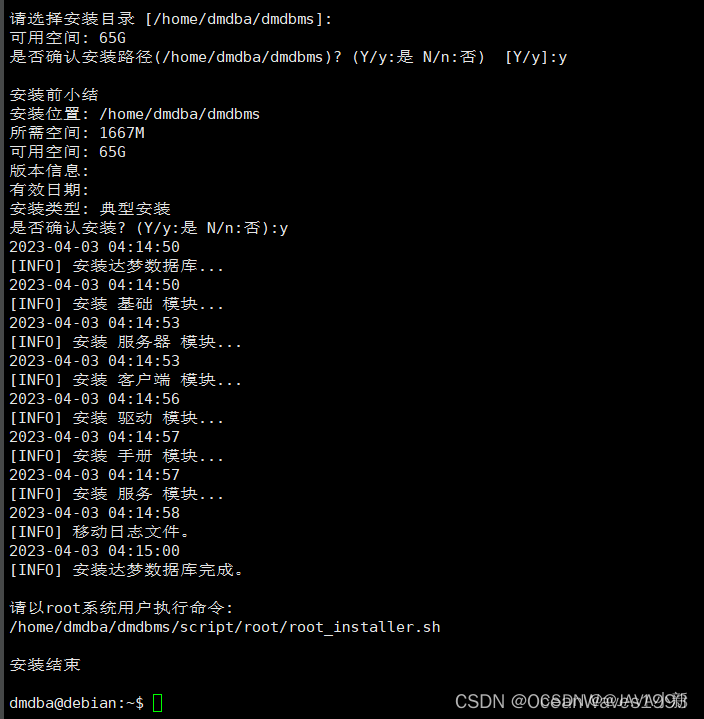 请选择安装目录 [/home/dmdba/dmdbms]:
可用空间: 65G
是否确认安装路径(/home/dmdba/dmdbms)? (Y/y:是 N/n:否)  [Y/y]:y
安装前小结
安装位置: /home/dmdba/dmdbms
所需空间: 1667M
可用空间: 65G
版本信息:
有效日期:
安装类型: 典型安装
是否确认安装? (Y/y:是 N/n:否):y
2023-04-03 04:14:50
[INFO] 安装达梦数据库...
2023-04-03 04:14:50
[INFO] 安装 基础 模块...
2023-04-03 04:14:53
[INFO] 安装 服务器 模块...
2023-04-03 04:14:53
[INFO] 安装 客户端 模块...
2023-04-03 04:14:56
[INFO] 安装 驱动 模块...
2023-04-03 04:14:57
[INFO] 安装 手册 模块...
2023-04-03 04:14:57
[INFO] 安装 服务 模块...
2023-04-03 04:14:58
[INFO] 移动日志文件。
2023-04-03 04:15:00
[INFO] 安装达梦数据库完成。
请以root系统用户执行命令:
/home/dmdba/dmdbms/script/root/root_installer.sh
安装结束
dmdba@debian:~$
CSDN